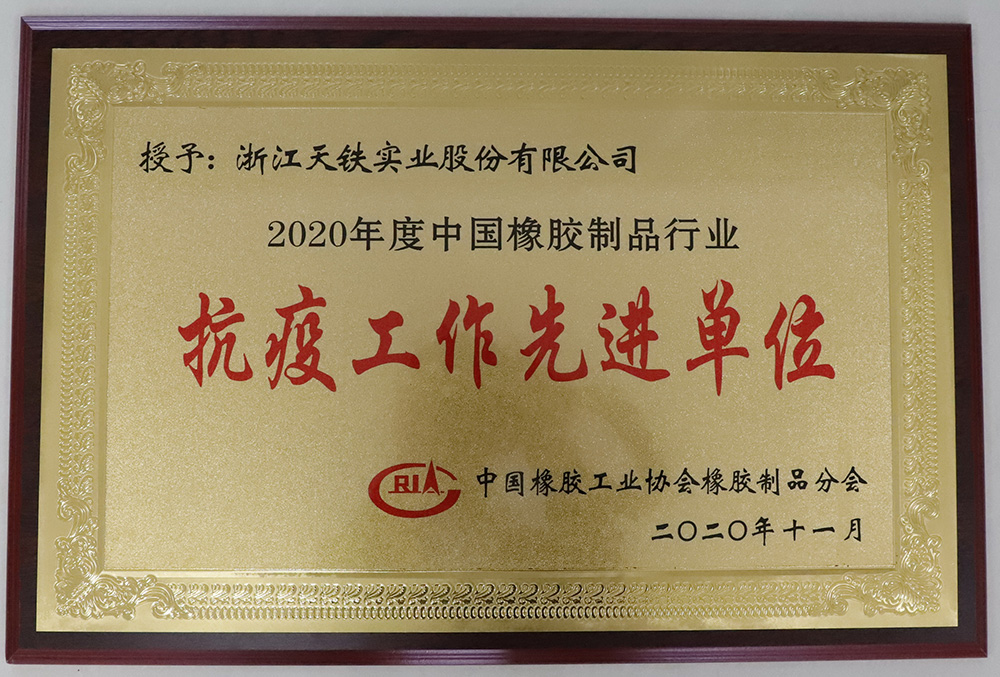 授予：浙江天铁实业股份有限公司
2020年度中国橡胶制品行业
抗疫工作先进单位
CRIA
中国橡胶工业协会橡胶制品分会
二〇二〇年十一月